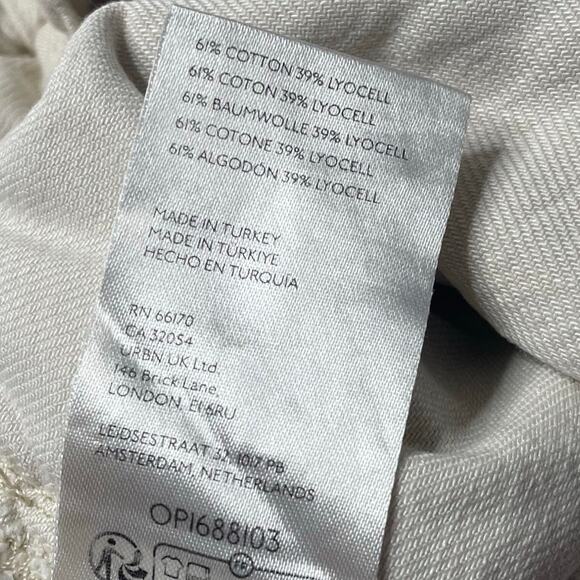 61% COTTON 39% LYOCELL
61% COTON 39% LYOCELL
61% BAUMWOLLE 39% LYOCELL
61% COTONE 39% LYOCELL
61% ALGODÓN 39% LYOCELL
MADE IN TURKEY
MADE IN TÜRKIYE
HECHO EN TURQUÍA
RN 66170
CA 32054
URBN UK Ltd
146 Brick Lane,
LONDON, E1 6RU
LEIDSESTRAAT 32 1017 PB
AMSTERDAM, NETHERLANDS
OP1688103
FR